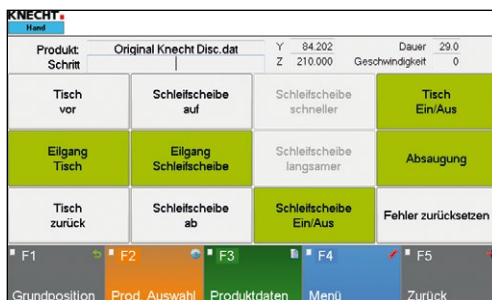 KNECHT
Hand
Produkt: Original Knecht Disc.dat Y 84.202 Dauer 29.0
Schritt Z 210.000 Geschwindigkeit 0
Tisch vor
Schleifscheibe auf
Schleifscheibe schneller
Tisch Ein/Aus
Eilgang Tisch
Eilgang Schleifscheibe
Schleifscheibe langsamer
Absaugung
Tisch zurück
Schleifscheibe ab
Schleifscheibe Ein/Aus
Fehler zurücksetzen
F1 F2 F3 F4 F5
Grundposition Prod. Auswahl Produktdaten Menü Zurück